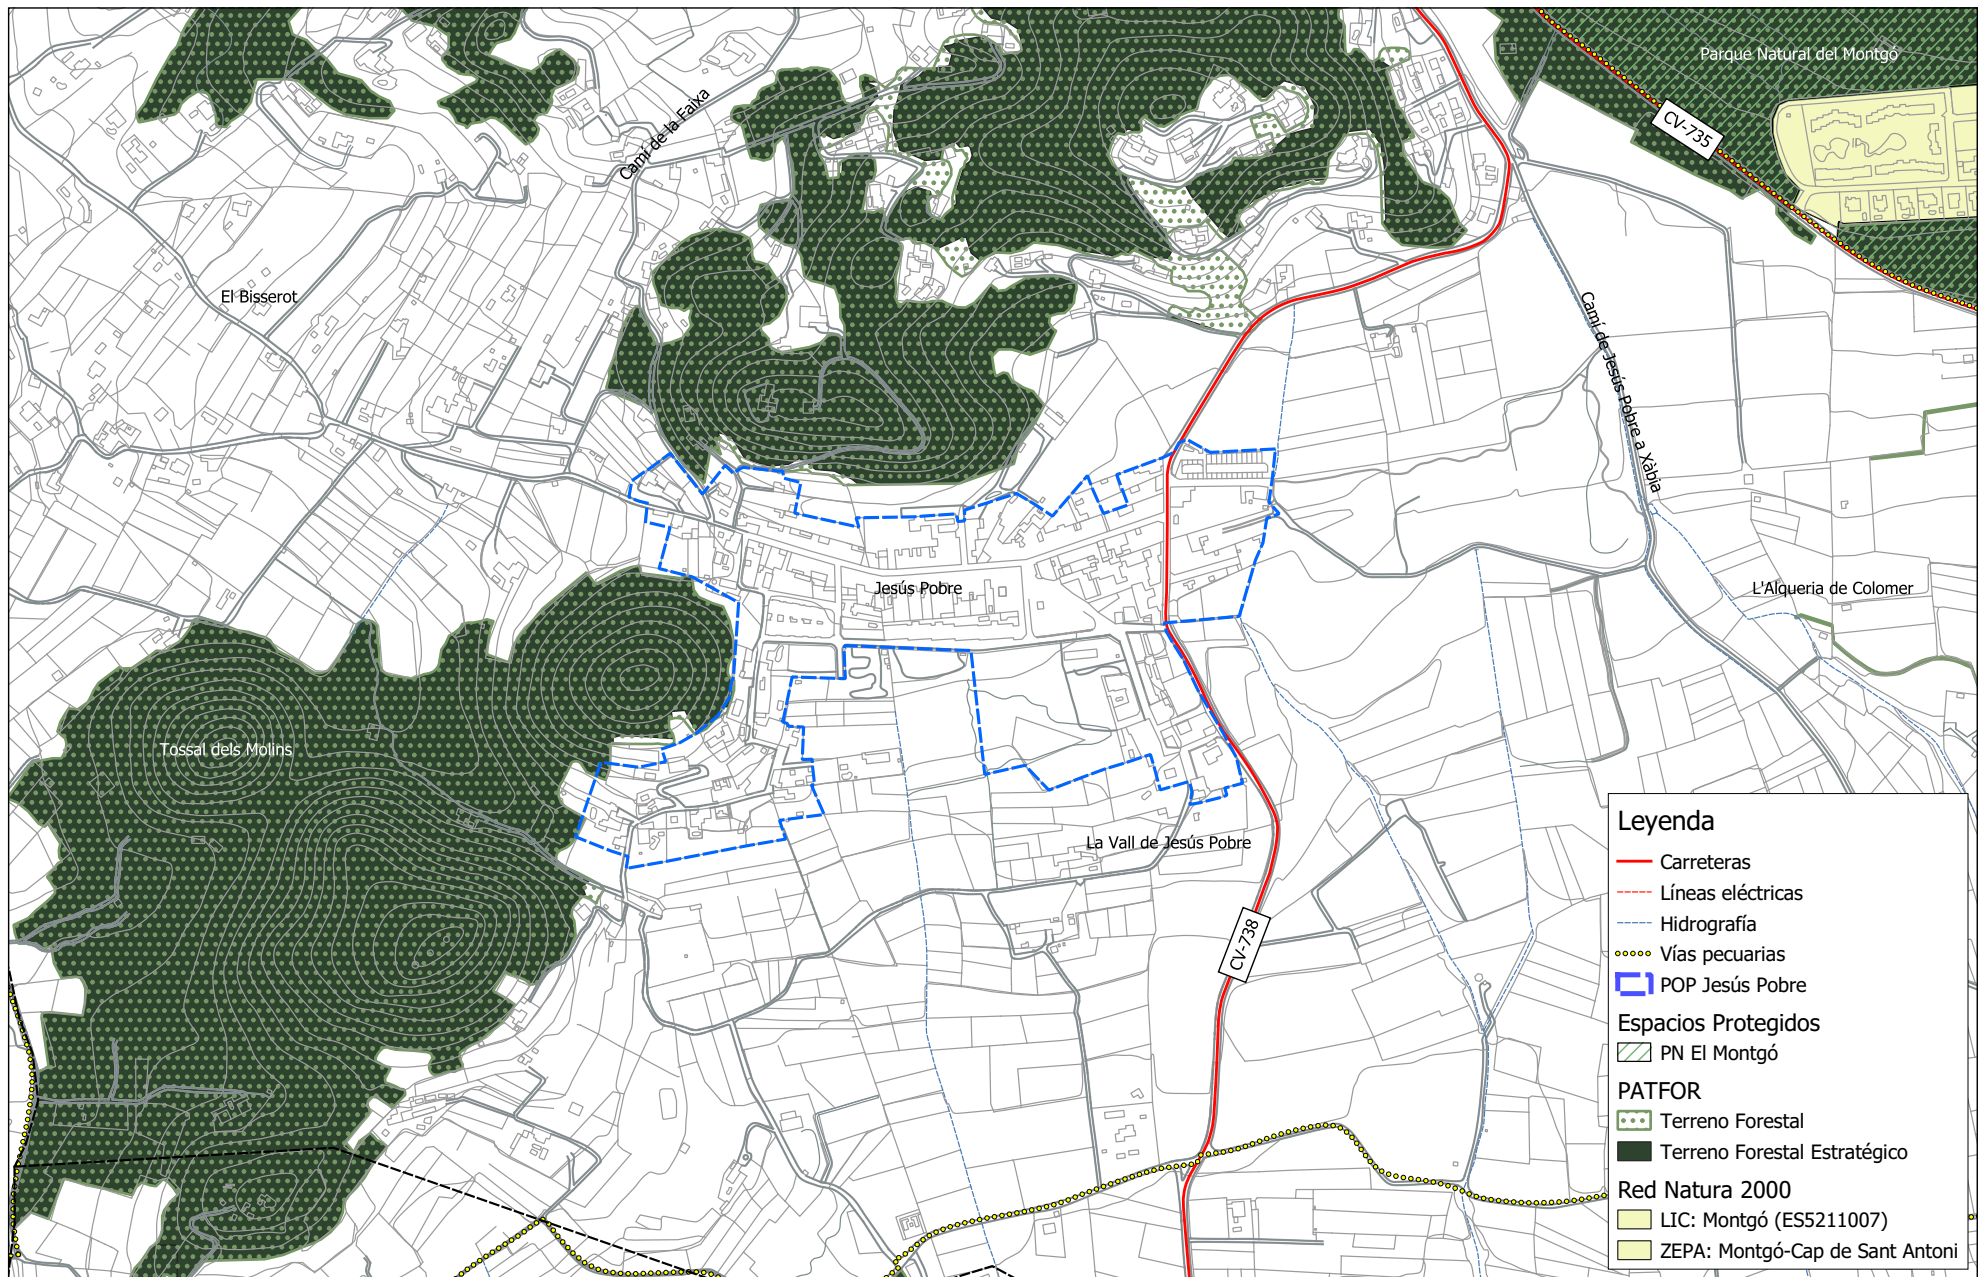 Parque Natural del Montgó
CV-735
Camí de la Faixa
El Bisserot
Camí de Jesús Pobre a Xàbia
Jesús Pobre
L'Alqueria de Colomer
Tossal dels Molins
La Vall de Jesús Pobre
CV-738
Leyenda
Carreteras
Líneas eléctricas
Hidrografía
Vías pecuarias
POP Jesús Pobre
Espacios Protegidos
PN El Montgó
PATFOR
Terreno Forestal
Terreno Forestal Estratégico
Red Natura 2000
LIC: Montgó (ES5211007)
ZEPA: Montgó-Cap de Sant Antoni